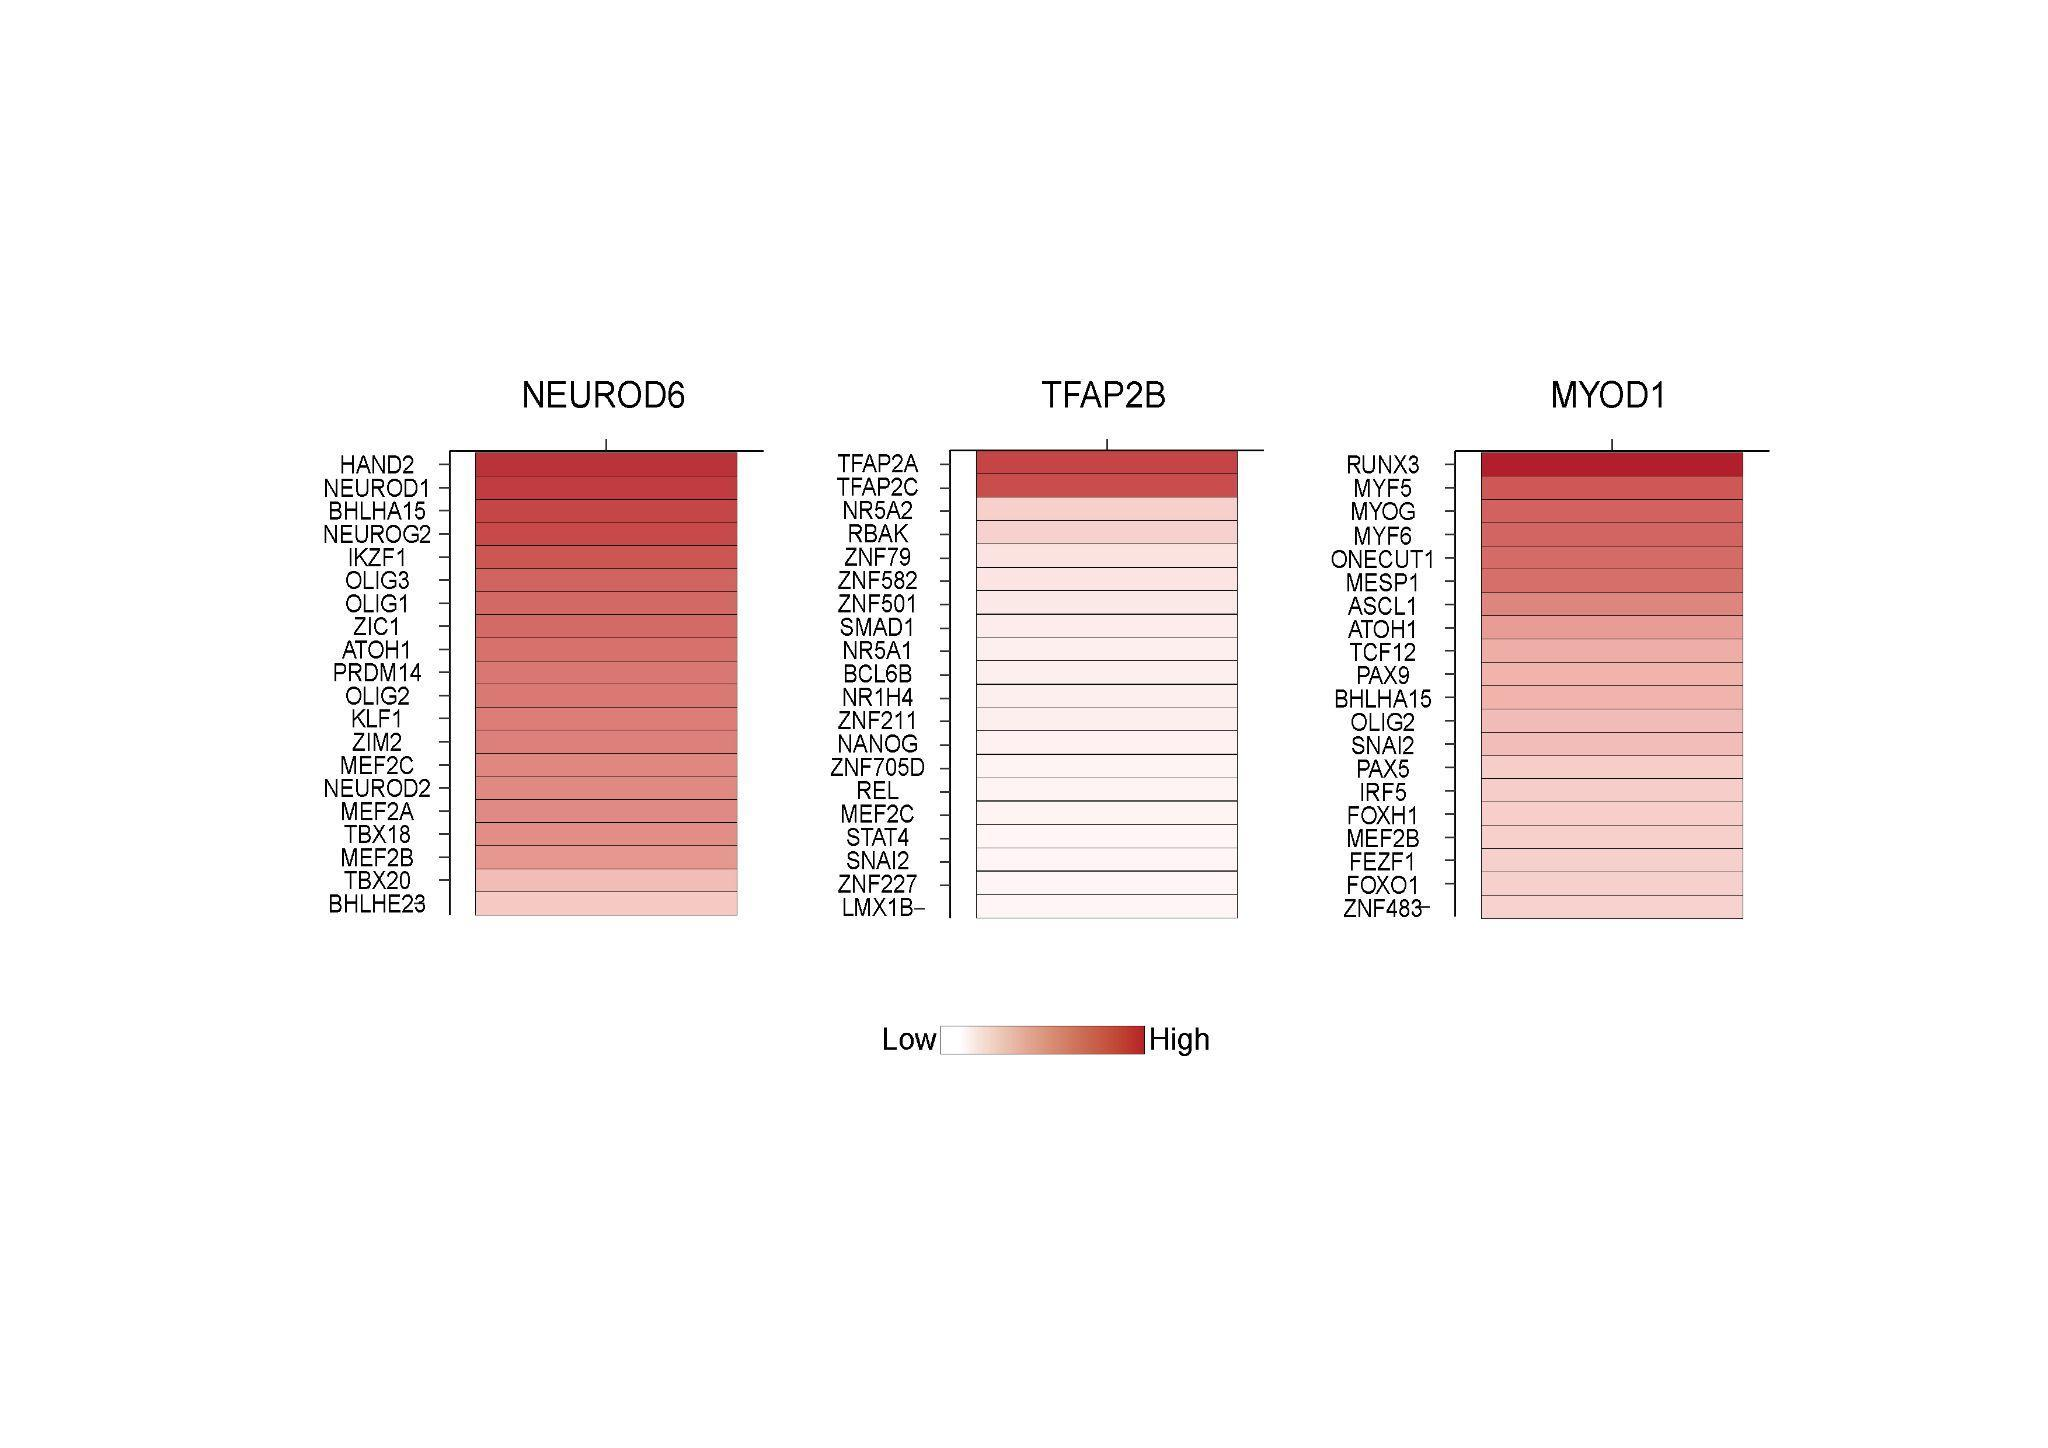 NEUROD6
HAND2
NEUROD1
BHLHA15
NEUROG2
IKZF1
OLIG3
OLIG1
ZIC1
ATOH1
PRDM14
OLIG2
KLF1
ZIM2
MEF2C
NEUROD2
MEF2A
TBX18
MEF2B
TBX20
BHLHE23
TFAP2B
TFAP2A
TFAP2C
NR5A2
RBAK
ZNF79
ZNF582
ZNF501
SMAD1
NR5A1
BCL6B
NR1H4
ZNF211
NANOG
ZNF705D
REL
MEF2C
STAT4
SNAI2
ZNF227
LMX1B
MYOD1
RUNX3
MYF5
MYOG
MYF6
ONECUT1
MESP1
ASCL1
ATOH1
TCF12
PAX9
BHLHA15
OLIG2
SNAI2
PAX5
IRF5
FOXH1
MEF2B
FEZF1
FOXO1
ZNF483
Low High